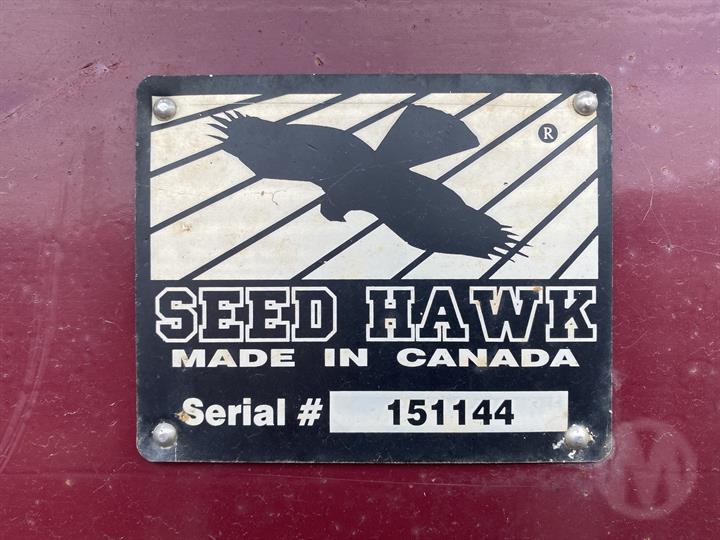 ®
SEED HAWK
MADE IN CANADA
Serial # 151144
M